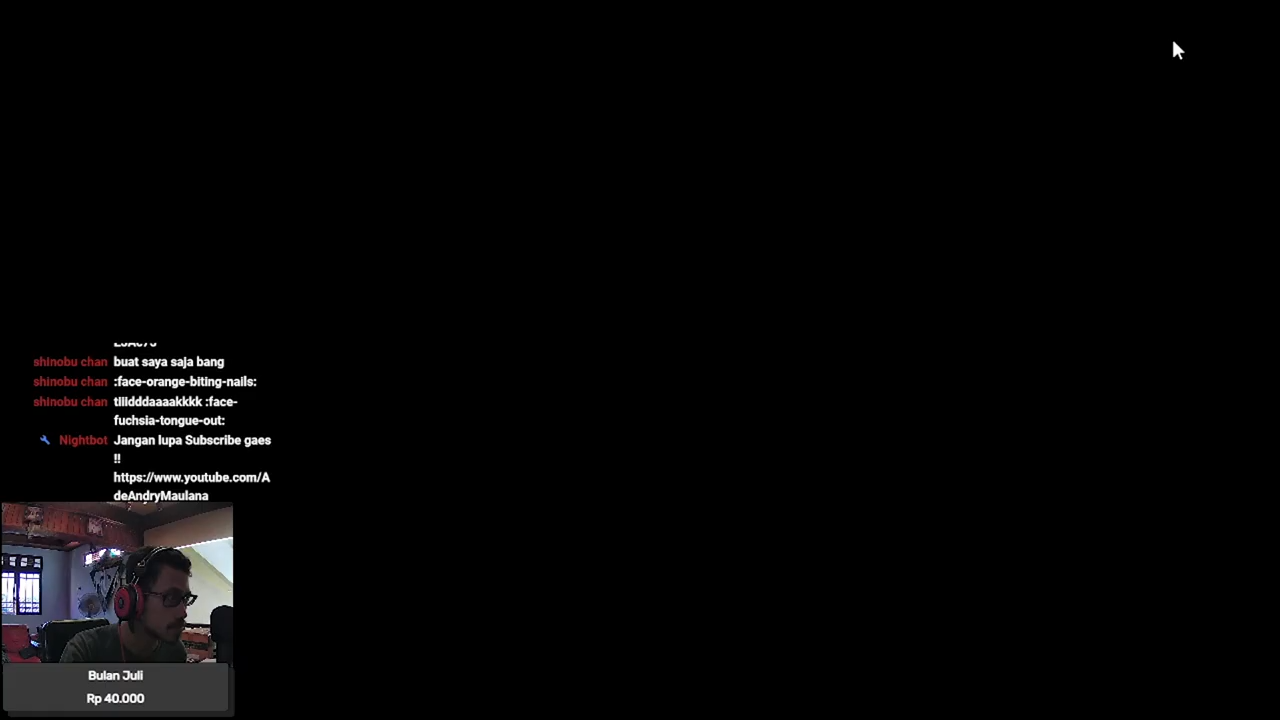 shinobu chan buat saya saja bang
shinobu chan :face-orange-biting-nails:
shinobu chan tiiidddaaaakkkk :face-
fuchsia-tongue-out:
Nightbot Jangan lupa Subscribe gaes
!!
https://www.youtube.com/A
deAndryMaulana
Bulan Juli
Rp 40.000